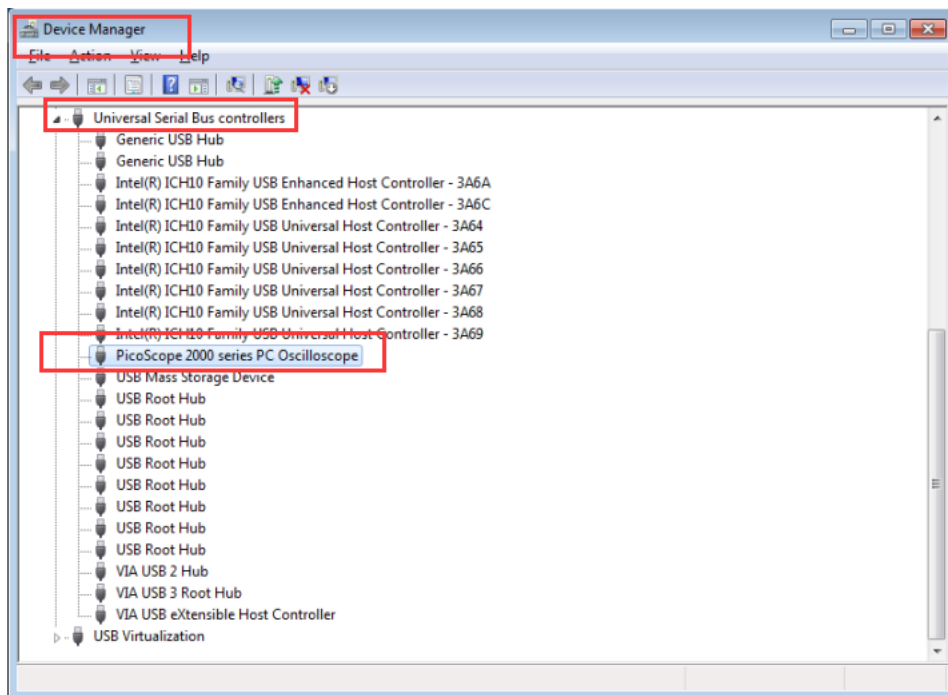 Device Manager
File Action View Help
Universal Serial Bus controllers
Generic USB Hub
Generic USB Hub
Intel(R) ICH10 Family USB Enhanced Host Controller - 3A6A
Intel(R) ICH10 Family USB Enhanced Host Controller - 3A6C
Intel(R) ICH10 Family USB Universal Host Controller - 3A64
Intel(R) ICH10 Family USB Universal Host Controller - 3A65
Intel(R) ICH10 Family USB Universal Host Controller - 3A66
Intel(R) ICH10 Family USB Universal Host Controller - 3A67
Intel(R) ICH10 Family USB Universal Host Controller - 3A68
Intel(R) ICH10 Family USB Universal Host Controller - 3A69
PicoScope 2000 series PC Oscilloscope
USB Mass Storage Device
USB Root Hub
USB Root Hub
USB Root Hub
USB Root Hub
USB Root Hub
USB Root Hub
USB Root Hub
USB Root Hub
VIA USB 2 Hub
VIA USB 3 Root Hub
VIA USB eXtensible Host Controller
USB Virtualization